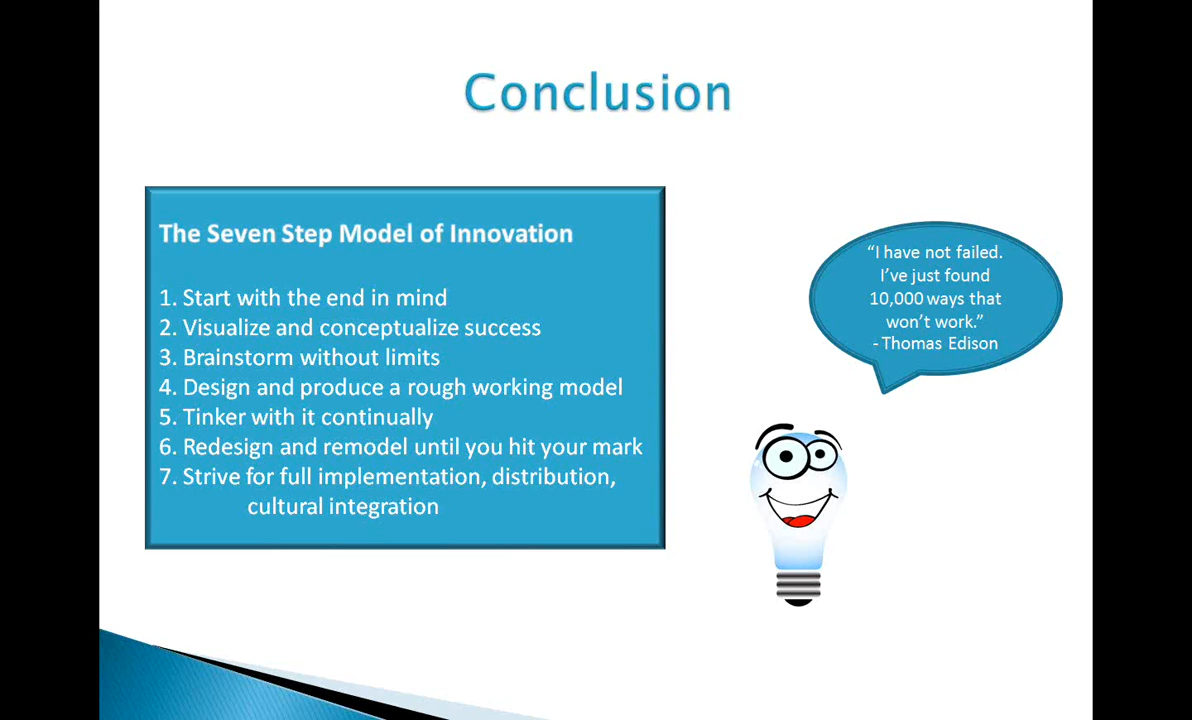 Conclusion
The Seven Step Model of Innovation
1. Start with the end in mind
2. Visualize and conceptualize success
3. Brainstorm without limits
4. Design and produce a rough working model
5. Tinker with it continually
6. Redesign and remodel until you hit your mark
7. Strive for full implementation, distribution,
cultural integration
“I have not failed.
I’ve just found
10,000 ways that
won’t work.”
- Thomas Edison